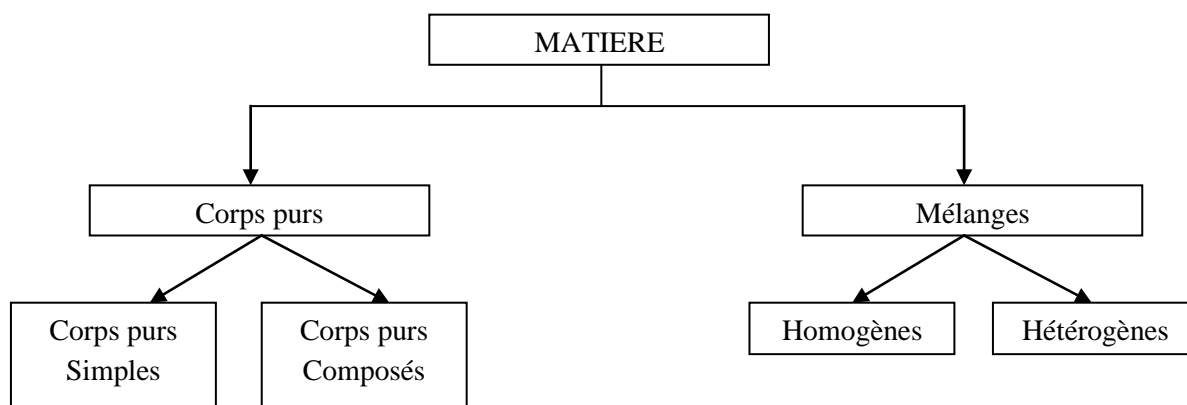 MATIERE
Corps purs
Mélanges
Corps purs
Simples
Corps purs
Composés
Homogènes
Hétérogènes